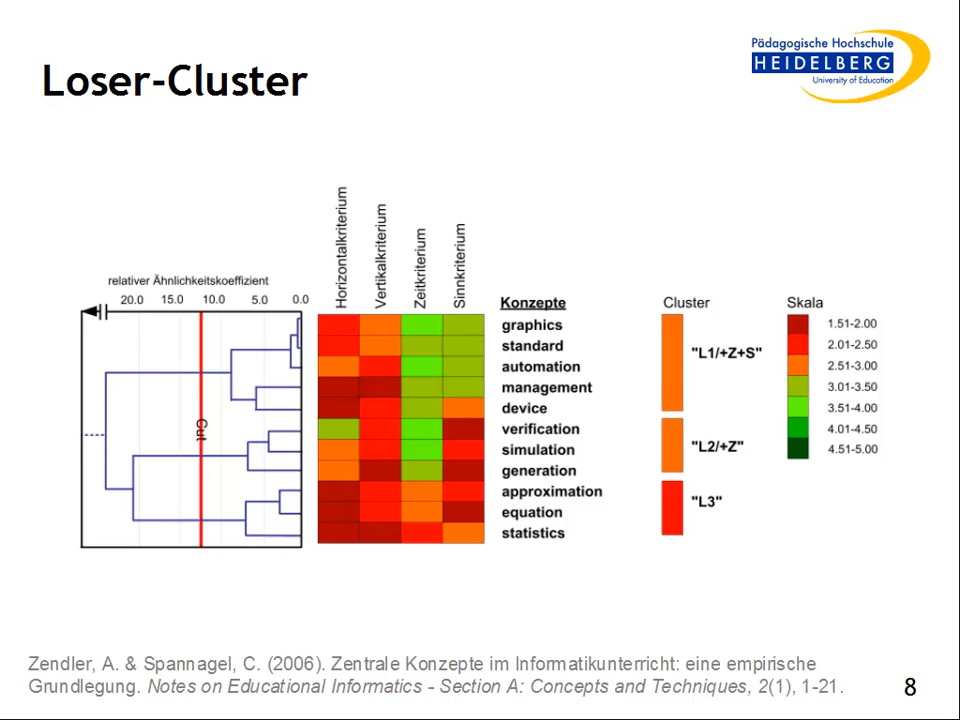 Loser-Cluster
Pädagogische Hochschule
HEIDELBERG
University of Education
Horizontalkriterium
Vertikalkriterium
Zeitkriterium
Sinnkriterium
relativer Ähnlichkeitskoeffizient
20.0 15.0 10.0 5.0 0.0
Cut
Konzepte
graphics
standard
automation
management
device
verification
simulation
generation
approximation
equation
statistics
Cluster
"L1/+Z+S"
"L2/+Z"
"L3"
Skala
1.51-2.00
2.01-2.50
2.51-3.00
3.01-3.50
3.51-4.00
4.01-4.50
4.51-5.00
Zendler, A. & Spannagel, C. (2006). Zentrale Konzepte im Informatikunterricht: eine empirische
Grundlegung. Notes on Educational Informatics - Section A: Concepts and Techniques, 2(1), 1-21.
8